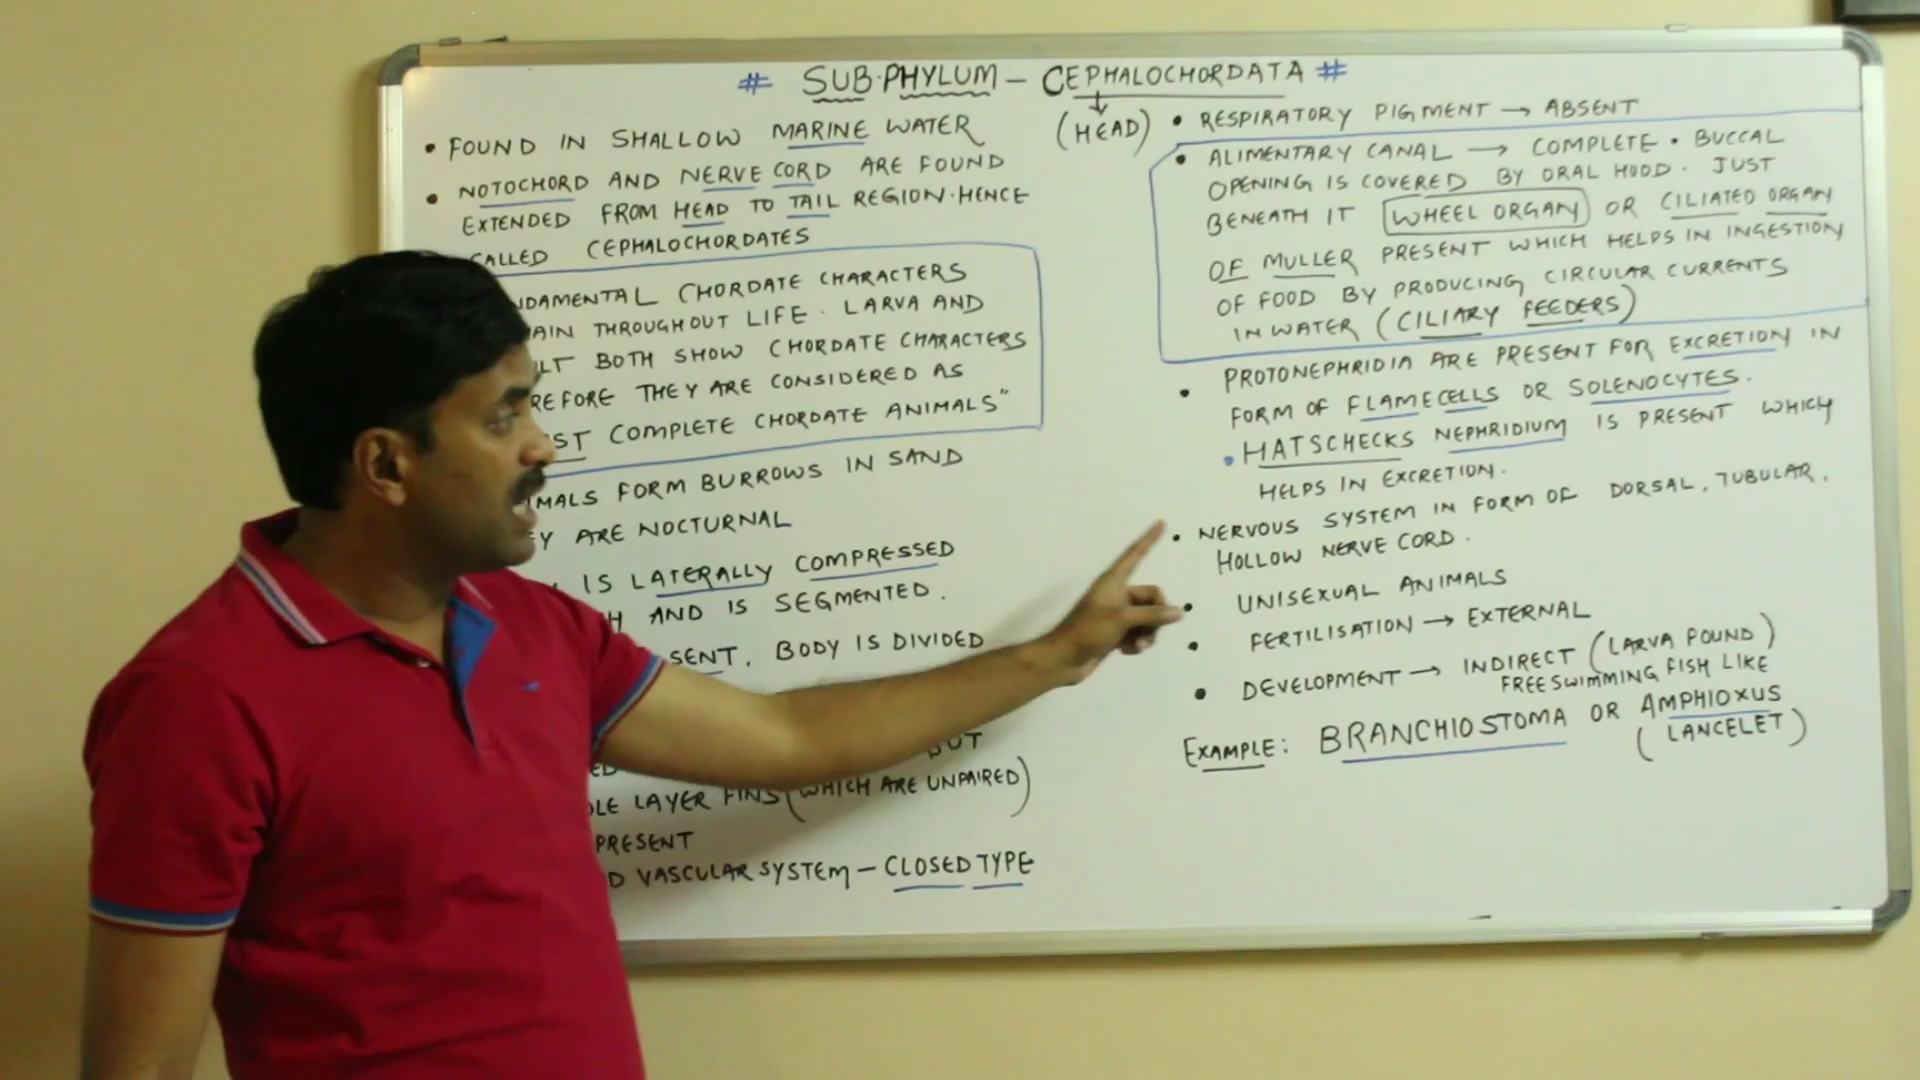 # SUB·PHYLUM – CEPHALOCHORDATA #
(HEAD)
• FOUND IN SHALLOW MARINE WATER
• NOTOCHORD AND NERVE CORD ARE FOUND
EXTENDED FROM HEAD TO TAIL REGION·HENCE
CALLED CEPHALOCHORDATES
CHORDATE CHARACTERS
THROUGHOUT LIFE. LARVA AND
BOTH SHOW CHORDATE CHARACTERS
THEY ARE CONSIDERED AS
COMPLETE CHORDATE ANIMALS"
FORM BURROWS IN SAND
ARE NOCTURNAL
IS LATERALLY COMPRESSED
AND IS SEGMENTED.
BODY IS DIVIDED
BUT
LAYER FINS (WHICH ARE UNPAIRED)
PRESENT
VASCULAR SYSTEM – CLOSED TYPE
• RESPIRATORY PIGMENT → ABSENT
• ALIMENTARY CANAL → COMPLETE • BUCCAL
OPENING IS COVERED BY ORAL HOOD. JUST
BENEATH IT WHEEL ORGAN OR CILIATED ORGAN
OF MULLER PRESENT WHICH HELPS IN INGESTION
OF FOOD BY PRODUCING CIRCULAR CURRENTS
IN WATER (CILIARY FEEDERS)
• PROTONEPHRIDIA ARE PRESENT FOR EXCRETION IN
FORM OF FLAMECELLS OR SOLENOCYTES.
• HATSCHECKS NEPHRIDIUM IS PRESENT WHICH
HELPS IN EXCRETION.
• NERVOUS SYSTEM IN FORM OF DORSAL, TUBULAR,
HOLLOW NERVE CORD.
• UNISEXUAL ANIMALS
• FERTILISATION → EXTERNAL
• DEVELOPMENT → INDIRECT (LARVA FOUND)
FREESWIMMING FISH LIKE
EXAMPLE: BRANCHIOSTOMA OR AMPHIOXUS
(LANCELET)